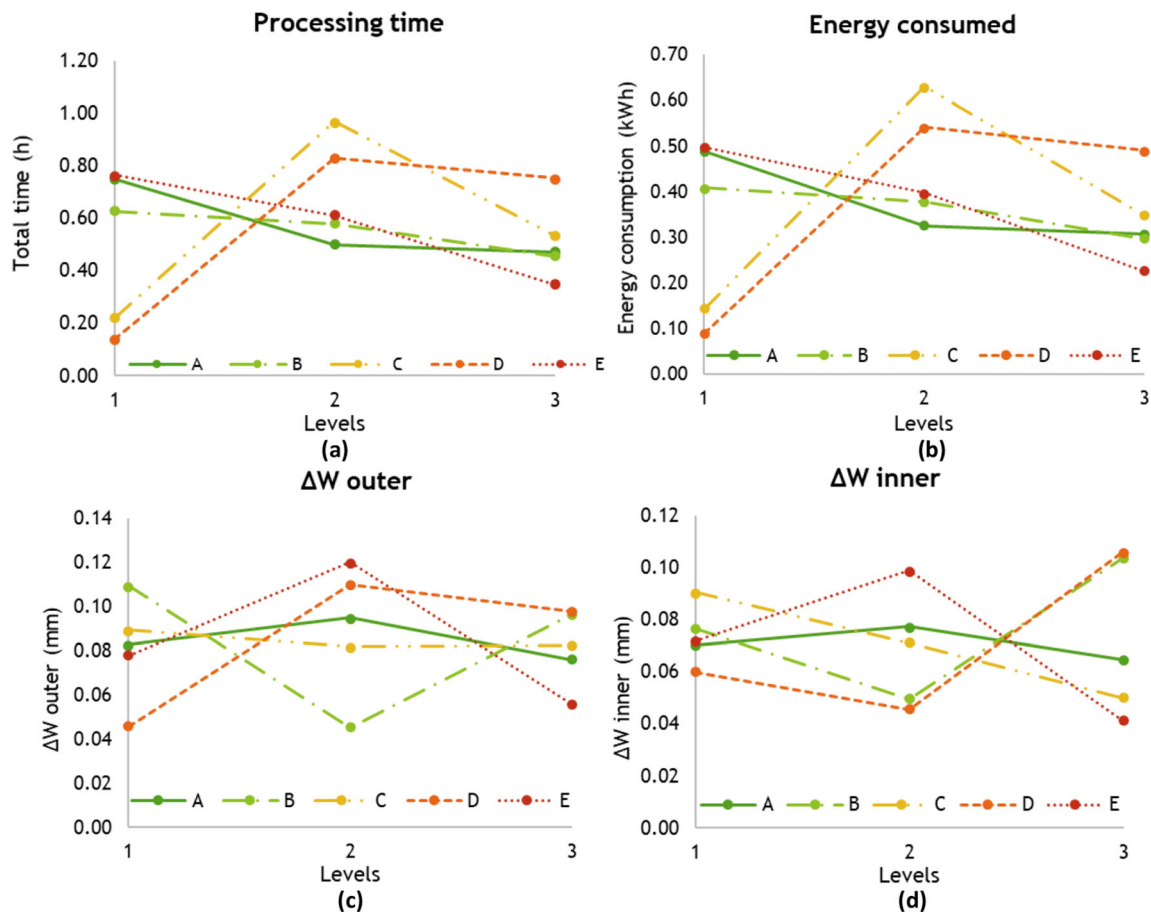 Processing time
Total time (h)
1.20
1.00
0.80
0.60
0.40
0.20
0.00
A B C D E
1 2 3
Levels
(a)
Energy consumed
Energy consumption (kWh)
0.70
0.60
0.50
0.40
0.30
0.20
0.10
0.00
A B C D E
1 2 3
Levels
(b)
ΔW outer
ΔW outer (mm)
0.14
0.12
0.10
0.08
0.06
0.04
0.02
0.00
A B C D E
1 2 3
Levels
(c)
ΔW inner
ΔW inner (mm)
0.12
0.10
0.08
0.06
0.04
0.02
0.00
A B C D E
1 2 3
Levels
(d)